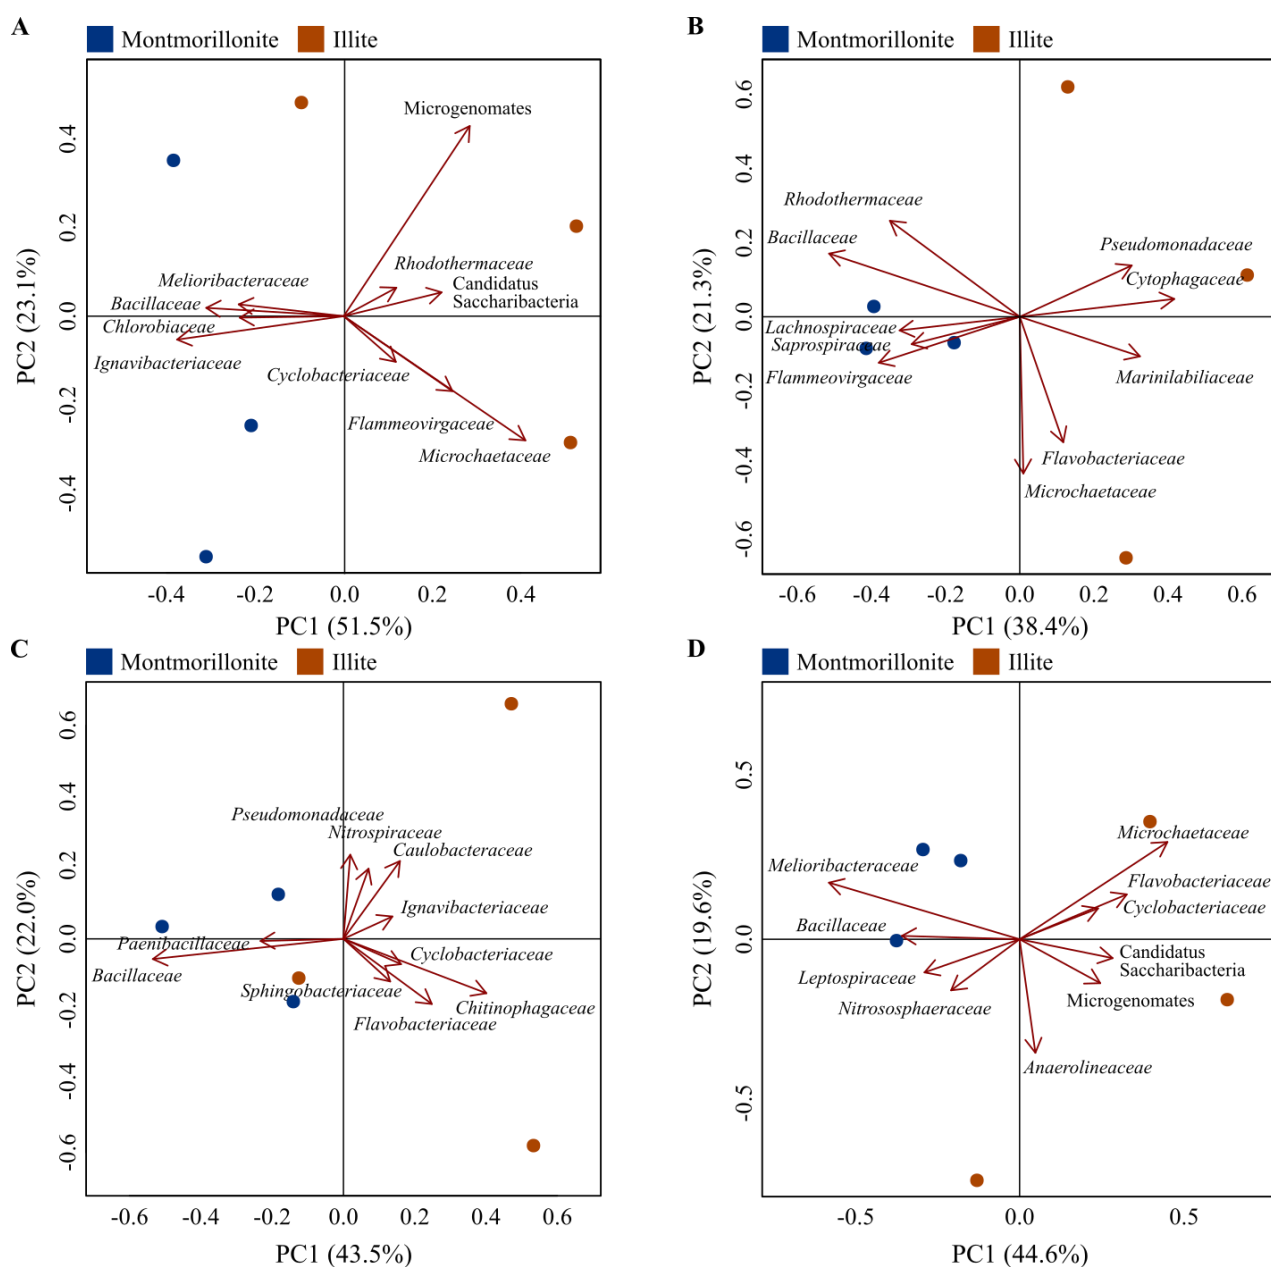 A
Montmorillonite
Illite
PC2 (23.1%)
0.4
0.2
0.0
-0.2
-0.4
Microgenomates
Rhodothermaceae
Candidatus
Saccharibacteria
Melioribacteraceae
Bacillaceae
Chlorobiaceae
Ignavibacteriaceae
Cyclobacteriaceae
Flammeovirgaceae
Microchaetaceae
-0.4
-0.2
0.0
0.2
0.4
PC1 (51.5%)
B
Montmorillonite
Illite
PC2 (21.3%)
0.6
0.4
0.2
0.0
-0.2
-0.4
-0.6
Rhodothermaceae
Bacillaceae
Pseudomonadaceae
Cytophagaceae
Lachnospiraceae
Saprospiraceae
Flammeovirgaceae
Marinilabiliaceae
Flavobacteriaceae
Microchaetaceae
-0.6
-0.4
-0.2
0.0
0.2
0.4
0.6
PC1 (38.4%)
C
Montmorillonite
Illite
PC2 (22.0%)
0.6
0.4
0.2
0.0
-0.2
-0.4
-0.6
Pseudomonadaceae
Nitrospiraceae
Caulobacteraceae
Ignavibacteriaceae
Paenibacillaceae
Bacillaceae
Cyclobacteriaceae
Sphingobacteriaceae
Chitinophagaceae
Flavobacteriaceae
-0.6
-0.4
-0.2
0.0
0.2
0.4
0.6
PC1 (43.5%)
D
Montmorillonite
Illite
PC2 (19.6%)
0.5
0.0
-0.5
Microchaetaceae
Melioribacteraceae
Flavobacteriaceae
Cyclobacteriaceae
Bacillaceae
Candidatus
Saccharibacteria
Leptospiraceae
Microgenomates
Nitrososphaeraceae
Anaerolineaceae
-0.5
0.0
0.5
PC1 (44.6%)